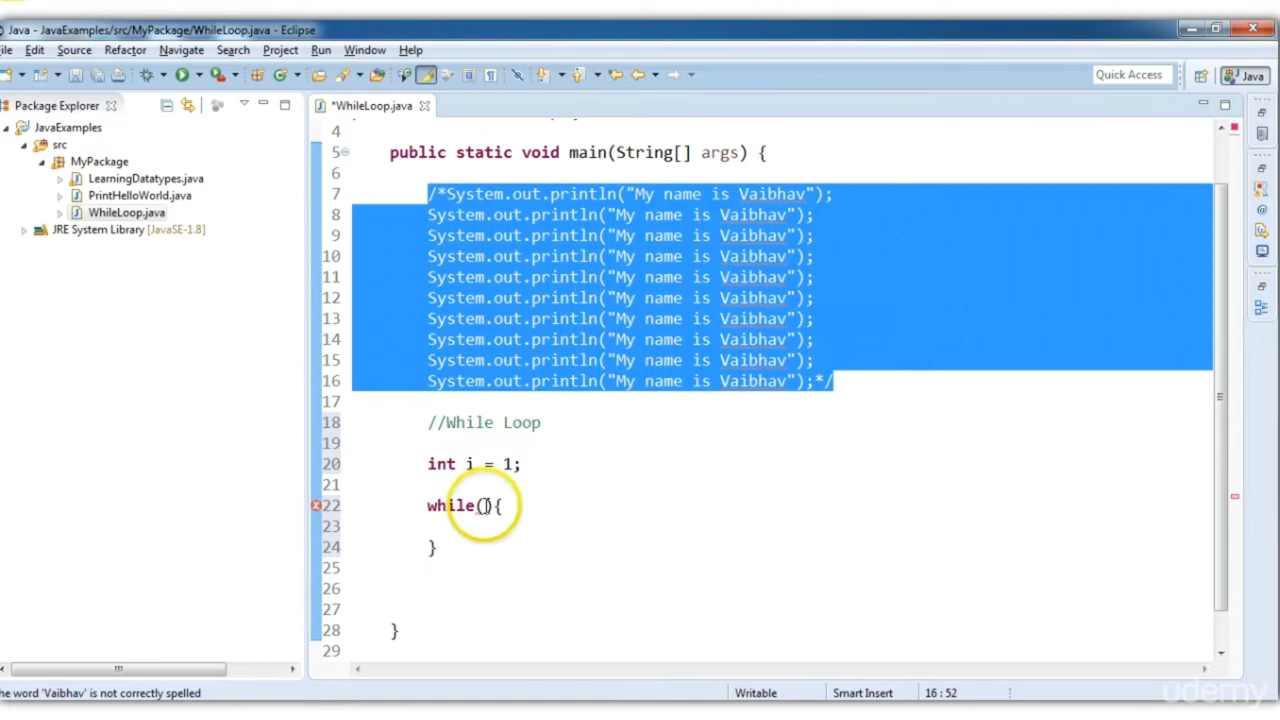 Java - JavaExamples/src/MyPackage/WhileLoop.java - Eclipse
ile Edit Source Refactor Navigate Search Project Run Window Help
Quick Access Java
Package Explorer
*WhileLoop.java
JavaExamples
src
MyPackage
LearningDatatypes.java
PrintHelloWorld.java
WhileLoop.java
JRE System Library [JavaSE-1.8]
4
5 public static void main(String[] args) {
6
7 /*System.out.println("My name is Vaibhav");
8 System.out.println("My name is Vaibhav");
9 System.out.println("My name is Vaibhav");
10 System.out.println("My name is Vaibhav");
11 System.out.println("My name is Vaibhav");
12 System.out.println("My name is Vaibhav");
13 System.out.println("My name is Vaibhav");
14 System.out.println("My name is Vaibhav");
15 System.out.println("My name is Vaibhav");
16 System.out.println("My name is Vaibhav");*/
17
18 //While Loop
19
20 int i = 1;
21
22 while(){
23
24 }
25
26
27
28 }
29
he word 'Vaibhav' is not correctly spelled
Writable Smart Insert 16 : 52
udemy